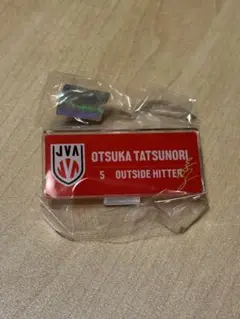 JVA
OTSUKA TATSUNORI
5 OUTSIDE HITTER